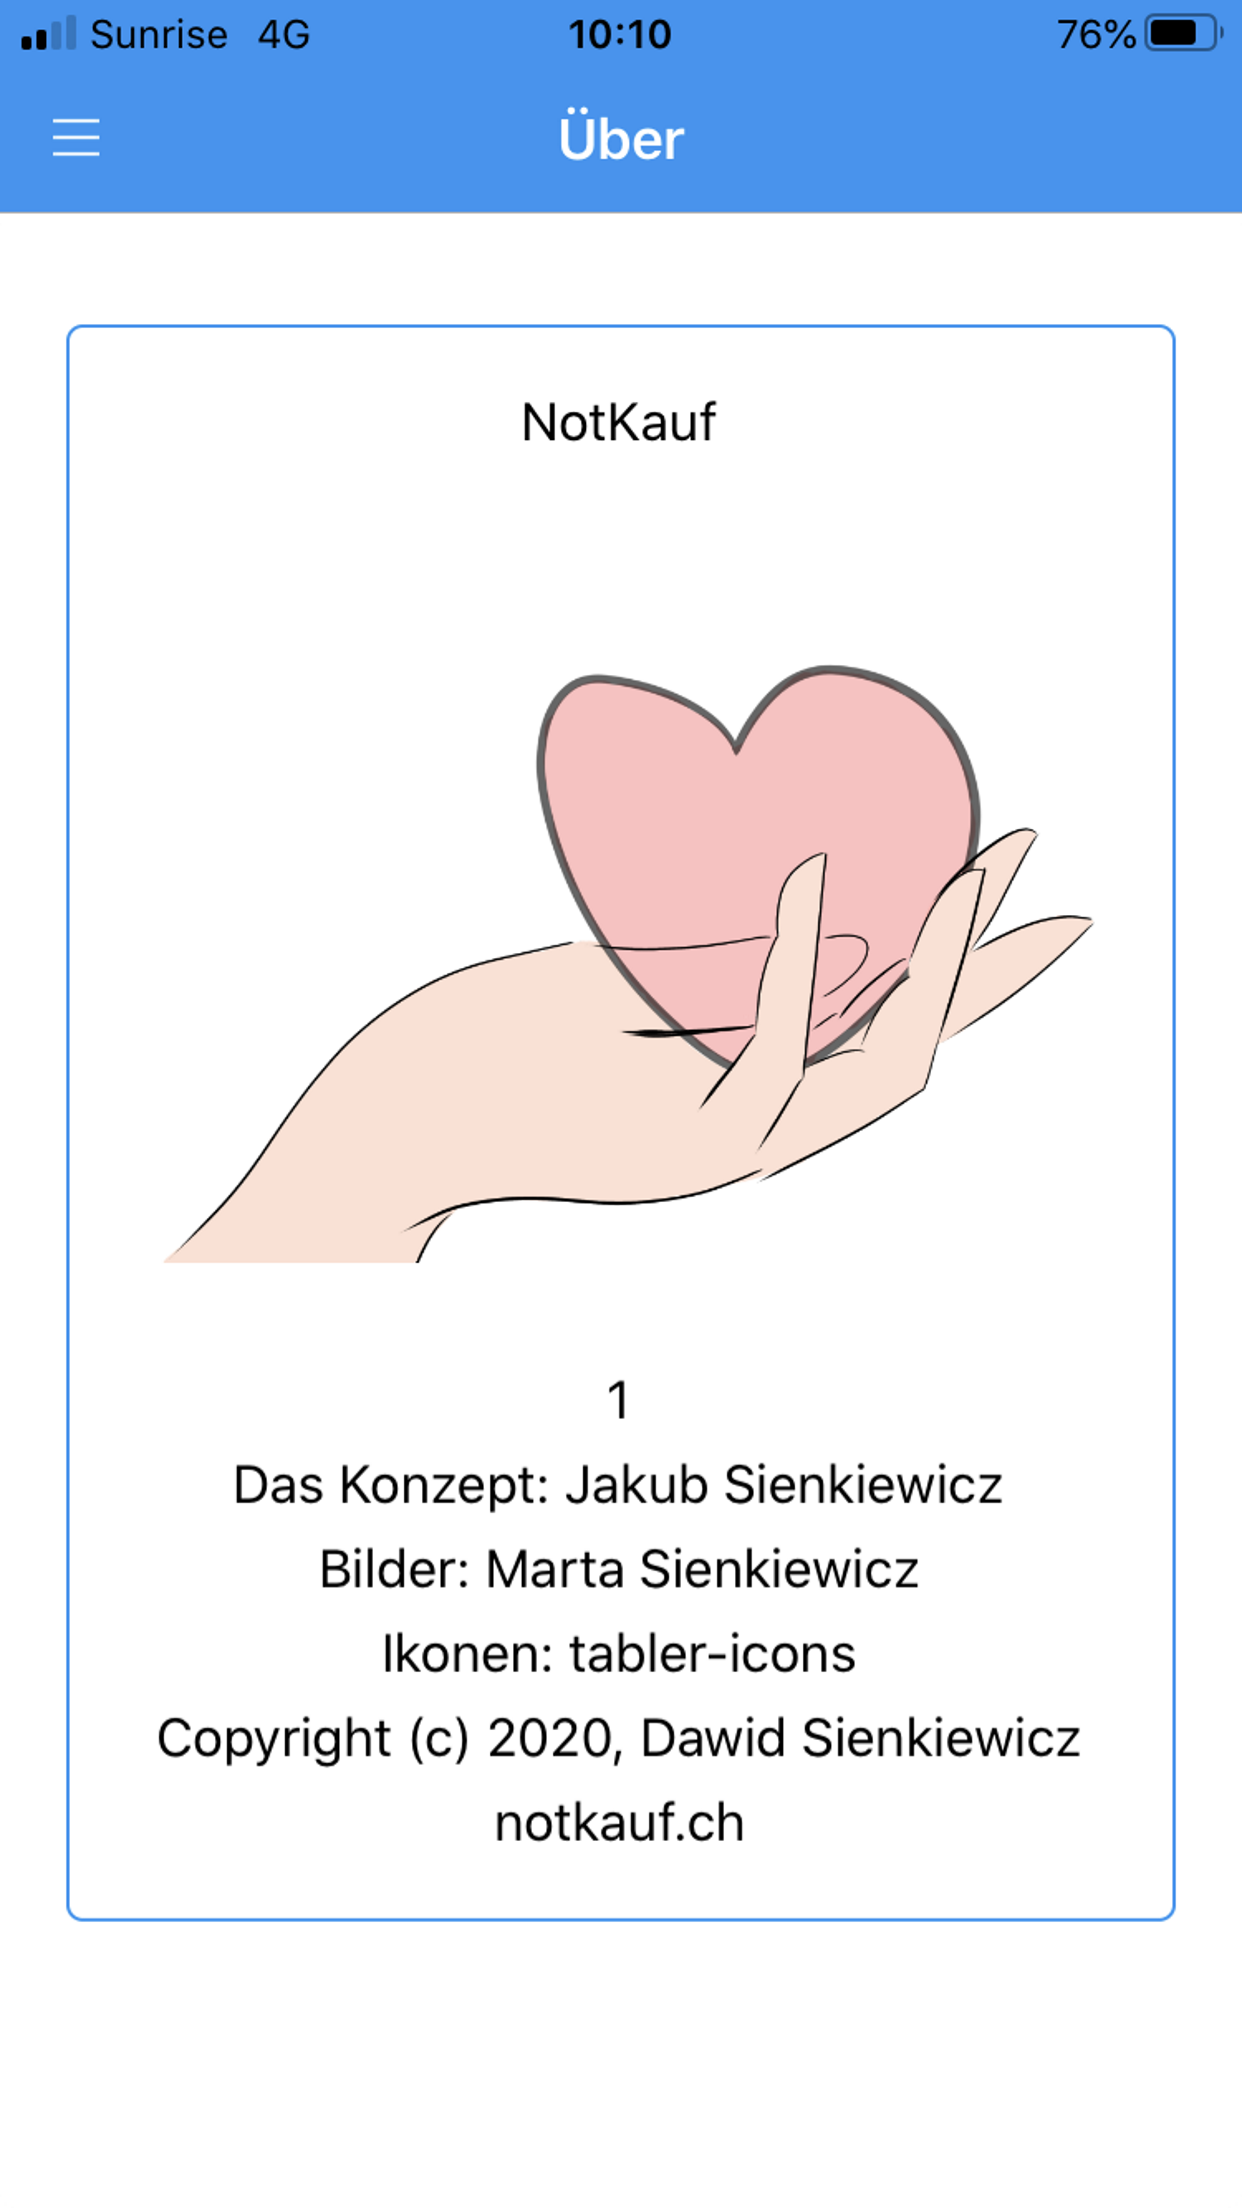 Sunrise 4G 10:10 76%
Über
NotKauf
1
Das Konzept: Jakub Sienkiewicz
Bilder: Marta Sienkiewicz
Ikonen: tabler-icons
Copyright (c) 2020, Dawid Sienkiewicz
notkauf.ch